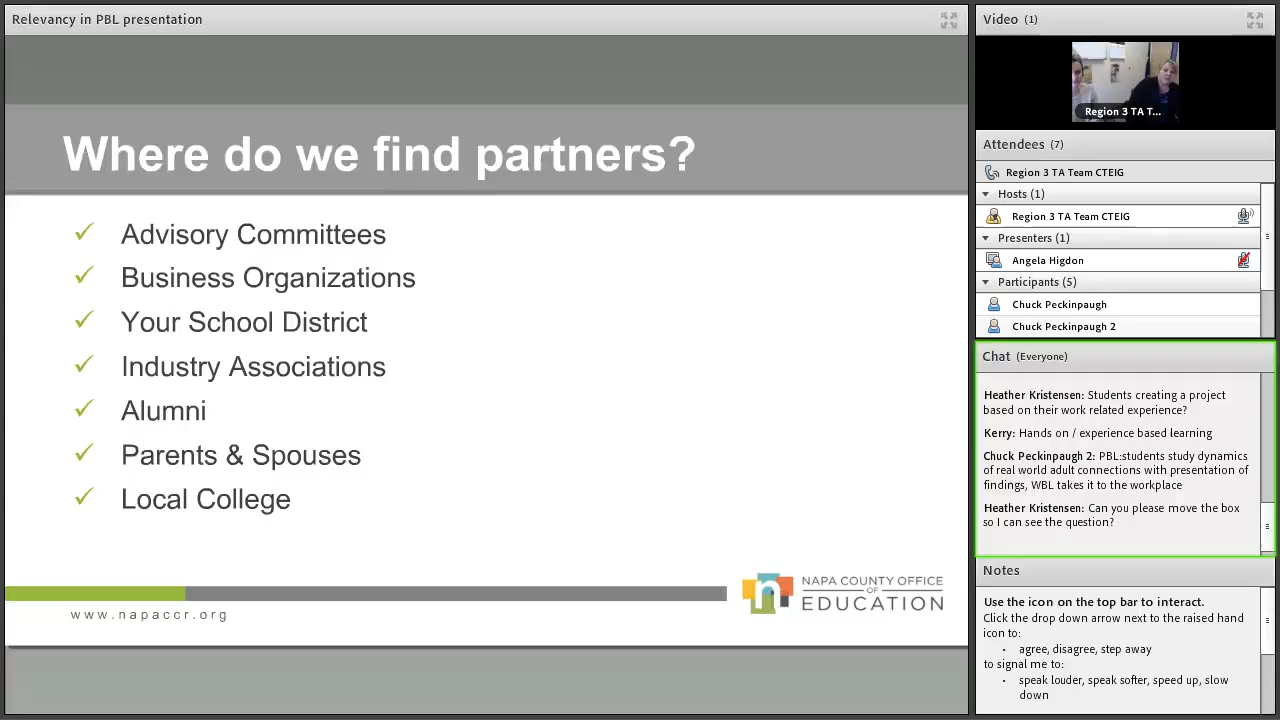 Relevancy in PBL presentation
Where do we find partners?
✓ Advisory Committees
✓ Business Organizations
✓ Your School District
✓ Industry Associations
✓ Alumni
✓ Parents & Spouses
✓ Local College
www.napaccr.org
n
NAPA COUNTY OFFICE
OF
EDUCATION
Video (1)
Region 3 TA T...
Attendees (7)
Region 3 TA Team CTEIG
Hosts (1)
Region 3 TA Team CTEIG
Presenters (1)
Angela Higdon
Participants (5)
Chuck Peckinpaugh
Chuck Peckinpaugh 2
Chat (Everyone)
Heather Kristensen: Students creating a project
based on their work related experience?
Kerry: Hands on / experience based learning
Chuck Peckinpaugh 2: PBL:students study dynamics
of real world adult connections with presentation of
findings, WBL takes it to the workplace
Heather Kristensen: Can you please move the box
so I can see the question?
Notes
Use the icon on the top bar to interact.
Click the drop down arrow next to the raised hand
icon to:
• agree, disagree, step away
to signal me to:
• speak louder, speak softer, speed up, slow
down